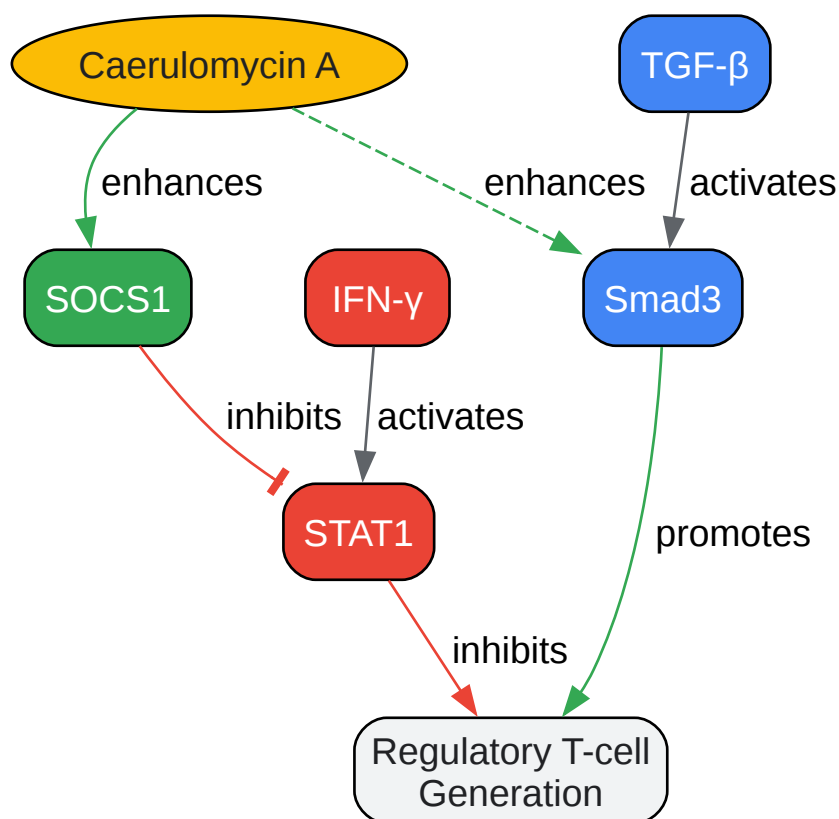 Caerulomycin A
TGF-β
enhances
enhances
activates
SOCS1
IFN-γ
Smad3
inhibits
activates
STAT1
promotes
inhibits
Regulatory T-cell
Generation